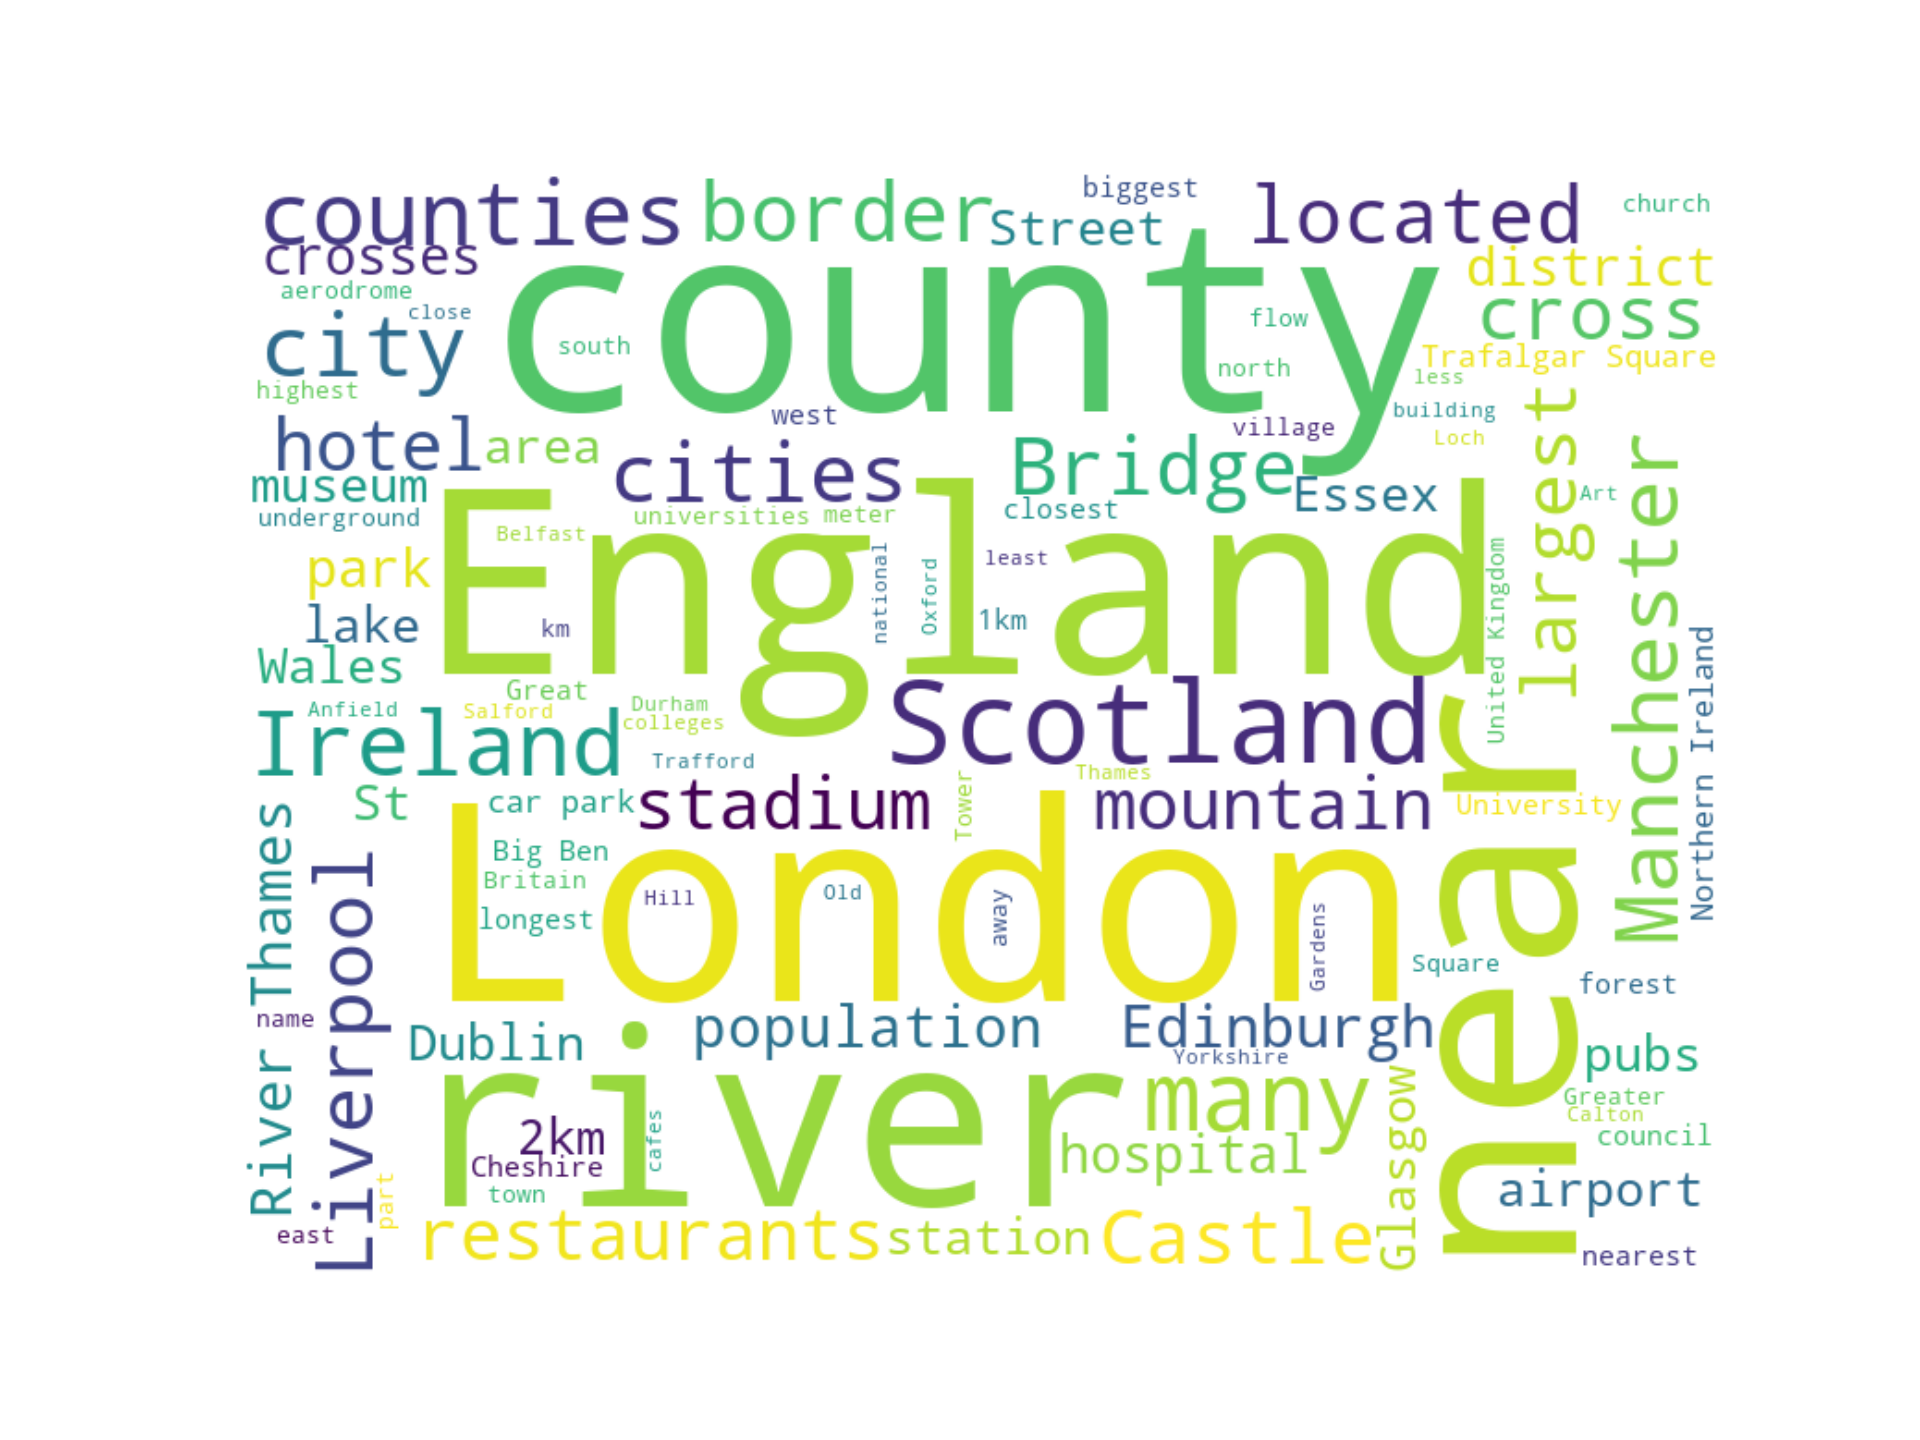 counties
border
biggest
Street
located
church
crosses
county
district
aerodrome
close
cross
city
south
flow
north
Trafalgar Square
highest
less
west
village
building
Loch
hotel
area
cities
Bridge
largest
Manchester
museum
Essex
Art
underground
universities
meter
closest
England
Belfast
park
national
Oxford
least
United Kingdom
lake
km
1km
Wales
Northern Ireland
Great
Scotland
near
Anfield
Salford
Durham
colleges
Ireland
Trafford
Thames
St
car park
stadium
Tower
mountain
University
River Thames
Liverpool
Big Ben
London
Britain
Hill
Old
away
longest
Gardens
Square
forest
name
Dublin
population
Edinburgh
Yorkshire
pubs
river
many
Glasgow
Greater
Calton
2km
cafes
hospital
council
Cheshire
town
part
airport
east
restaurants
station
Castle
nearest